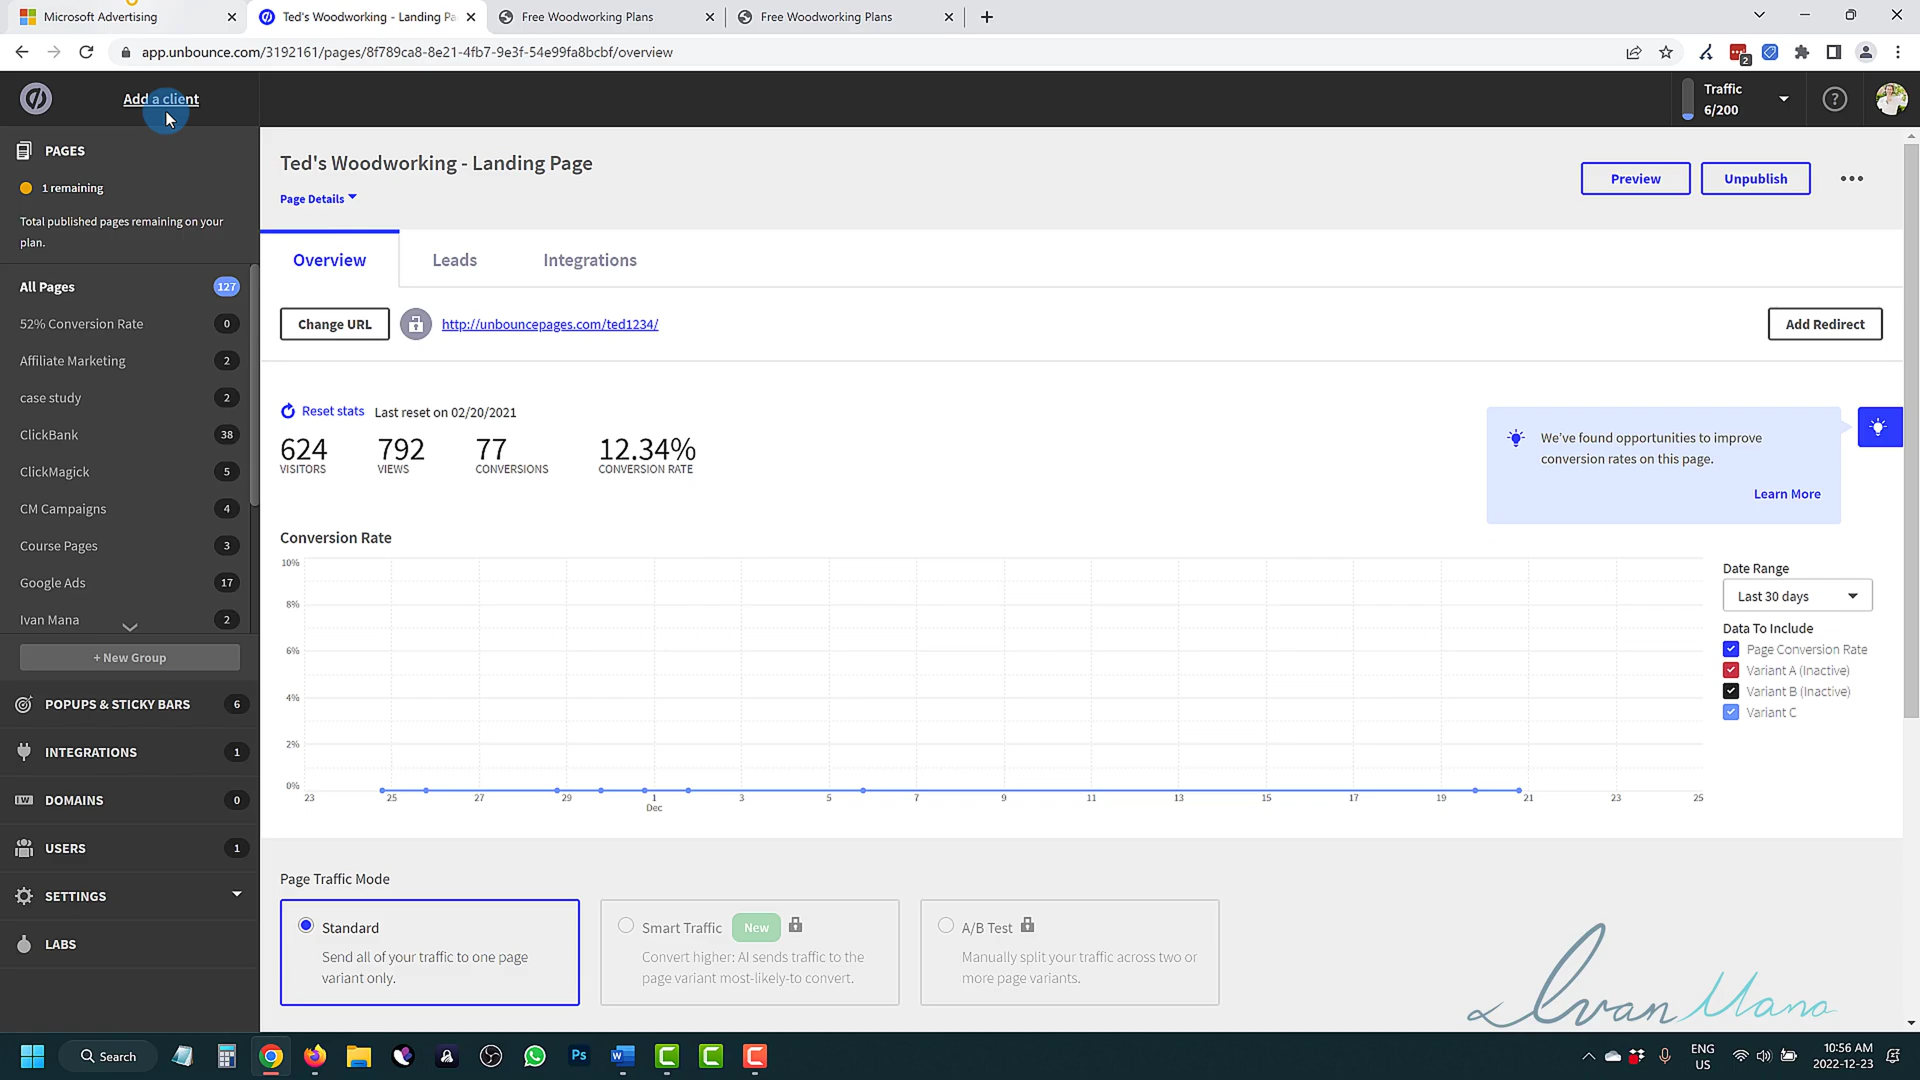 Microsoft Advertising
Ted's Woodworking - Landing Pa
Free Woodworking Plans
Free Woodworking Plans
app.unbounce.com/3192161/pages/8f789ca8-8e21-4fb7-9e3f-54e99fa8bcbf/overview
2
Add a client
Traffic
6/200
PAGES
1 remaining
Total published pages remaining on your
plan.
All Pages 127
52% Conversion Rate 0
Affiliate Marketing 2
case study 2
ClickBank 38
ClickMagick 5
CM Campaigns 4
Course Pages 3
Google Ads 17
Ivan Mana 2
+ New Group
POPUPS & STICKY BARS 6
INTEGRATIONS 1
DOMAINS 0
USERS 1
SETTINGS
LABS
Ted's Woodworking - Landing Page
Page Details
Preview
Unpublish
Overview
Leads
Integrations
Change URL
http://unbouncepages.com/ted1234/
Add Redirect
Reset stats
Last reset on 02/20/2021
624 792 77 12.34%
VISITORS VIEWS CONVERSIONS CONVERSION RATE
We've found opportunities to improve
conversion rates on this page.
Learn More
Conversion Rate
10%
8%
6%
4%
2%
0%
23 25 27 29 1 3 5 7 9 11 13 15 17 19 21 23 25
Dec
Date Range
Last 30 days
Data To Include
Page Conversion Rate
Variant A (Inactive)
Variant B (Inactive)
Variant C
Page Traffic Mode
Standard
Send all of your traffic to one page
variant only.
Smart Traffic New
Convert higher: AI sends traffic to the
page variant most-likely-to convert.
A/B Test
Manually split your traffic across two or
more page variants.
Ivan Mana
Search
Ps
ENG
US
10:56 AM
2022-12-23